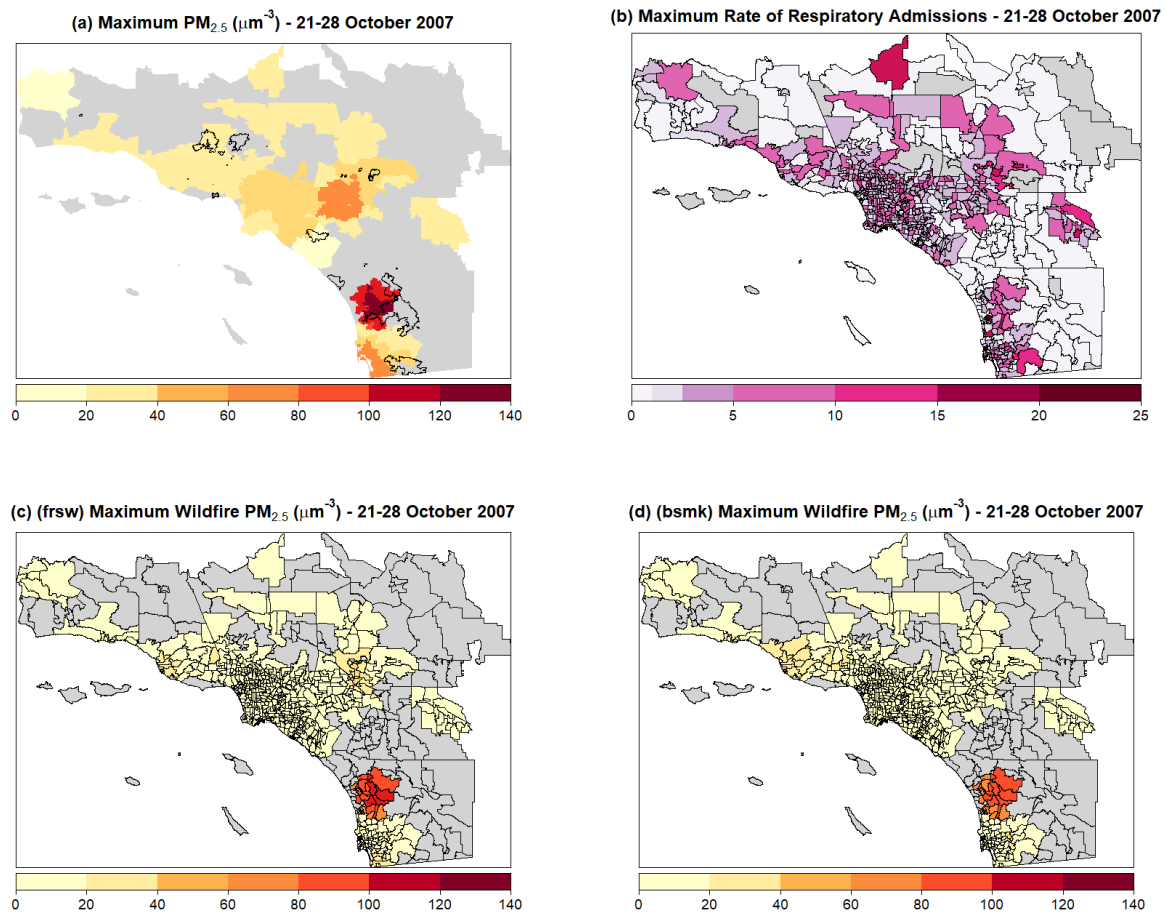 (a) Maximum PM₂.₅ (μm⁻³) - 21-28 October 2007
0 20 40 60 80 100 120 140
(b) Maximum Rate of Respiratory Admissions - 21-28 October 2007
0 5 10 15 20 25
(c) (frsw) Maximum Wildfire PM₂.₅ (μm⁻³) - 21-28 October 2007
0 20 40 60 80 100 120 140
(d) (bsmk) Maximum Wildfire PM₂.₅ (μm⁻³) - 21-28 October 2007
0 20 40 60 80 100 120 140